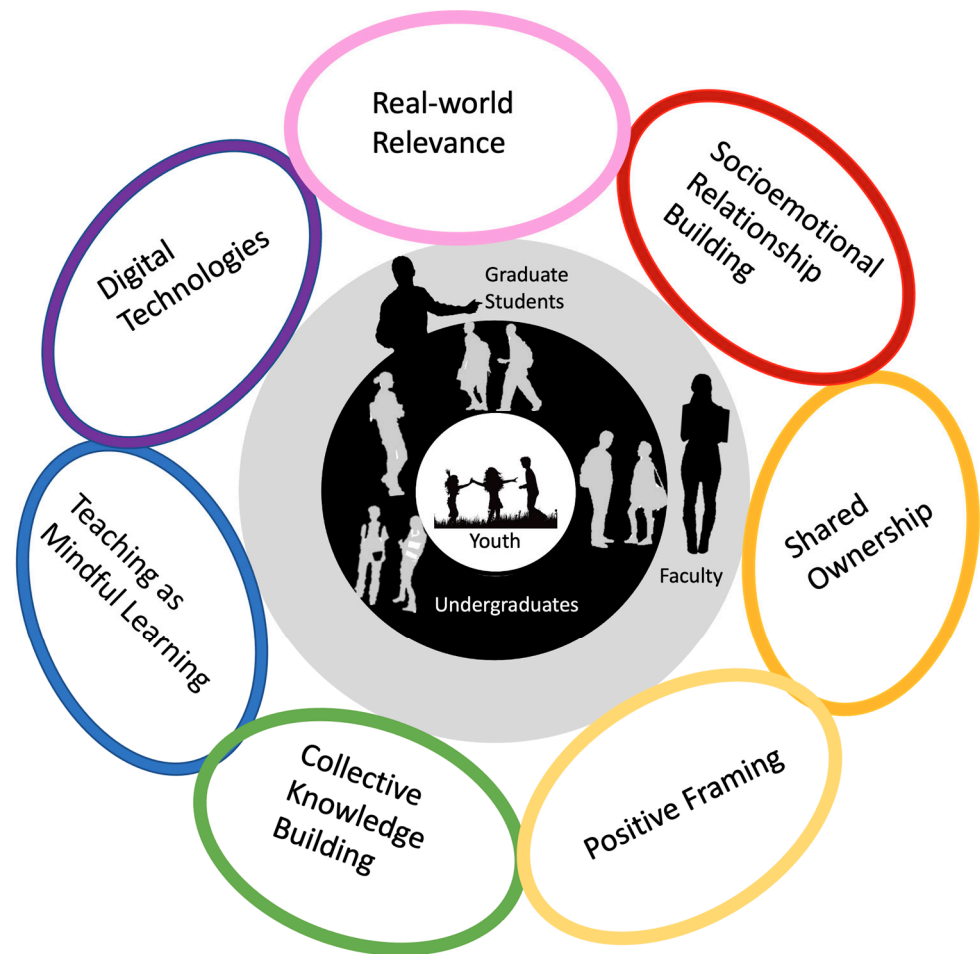 Real-world
Relevance
Socioemotional
Relationship
Building
Digital
Technologies
Graduate
Students
Shared
Ownership
Teaching as
Mindful Learning
Youth
Faculty
Undergraduates
Collective
Knowledge
Building
Positive Framing